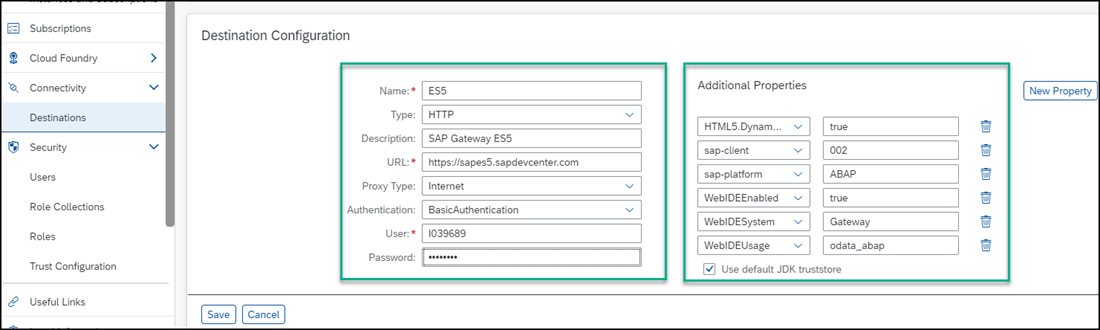 Subscriptions
Cloud Foundry
Connectivity
Destinations
Security
Users
Role Collections
Roles
Trust Configuration
Useful Links
Destination Configuration
Name:* ES5
Type: HTTP
Description: SAP Gateway ES5
URL:* https://sapes5.sapdevcenter.com
Proxy Type: Internet
Authentication: BasicAuthentication
User:* I039689
Password: ••••••••
Additional Properties
New Property
HTML5.Dynam... true
sap-client 002
sap-platform ABAP
WebIDEEnabled true
WebIDESystem Gateway
WebIDEUsage odata_abap
Use default JDK truststore
Save Cancel